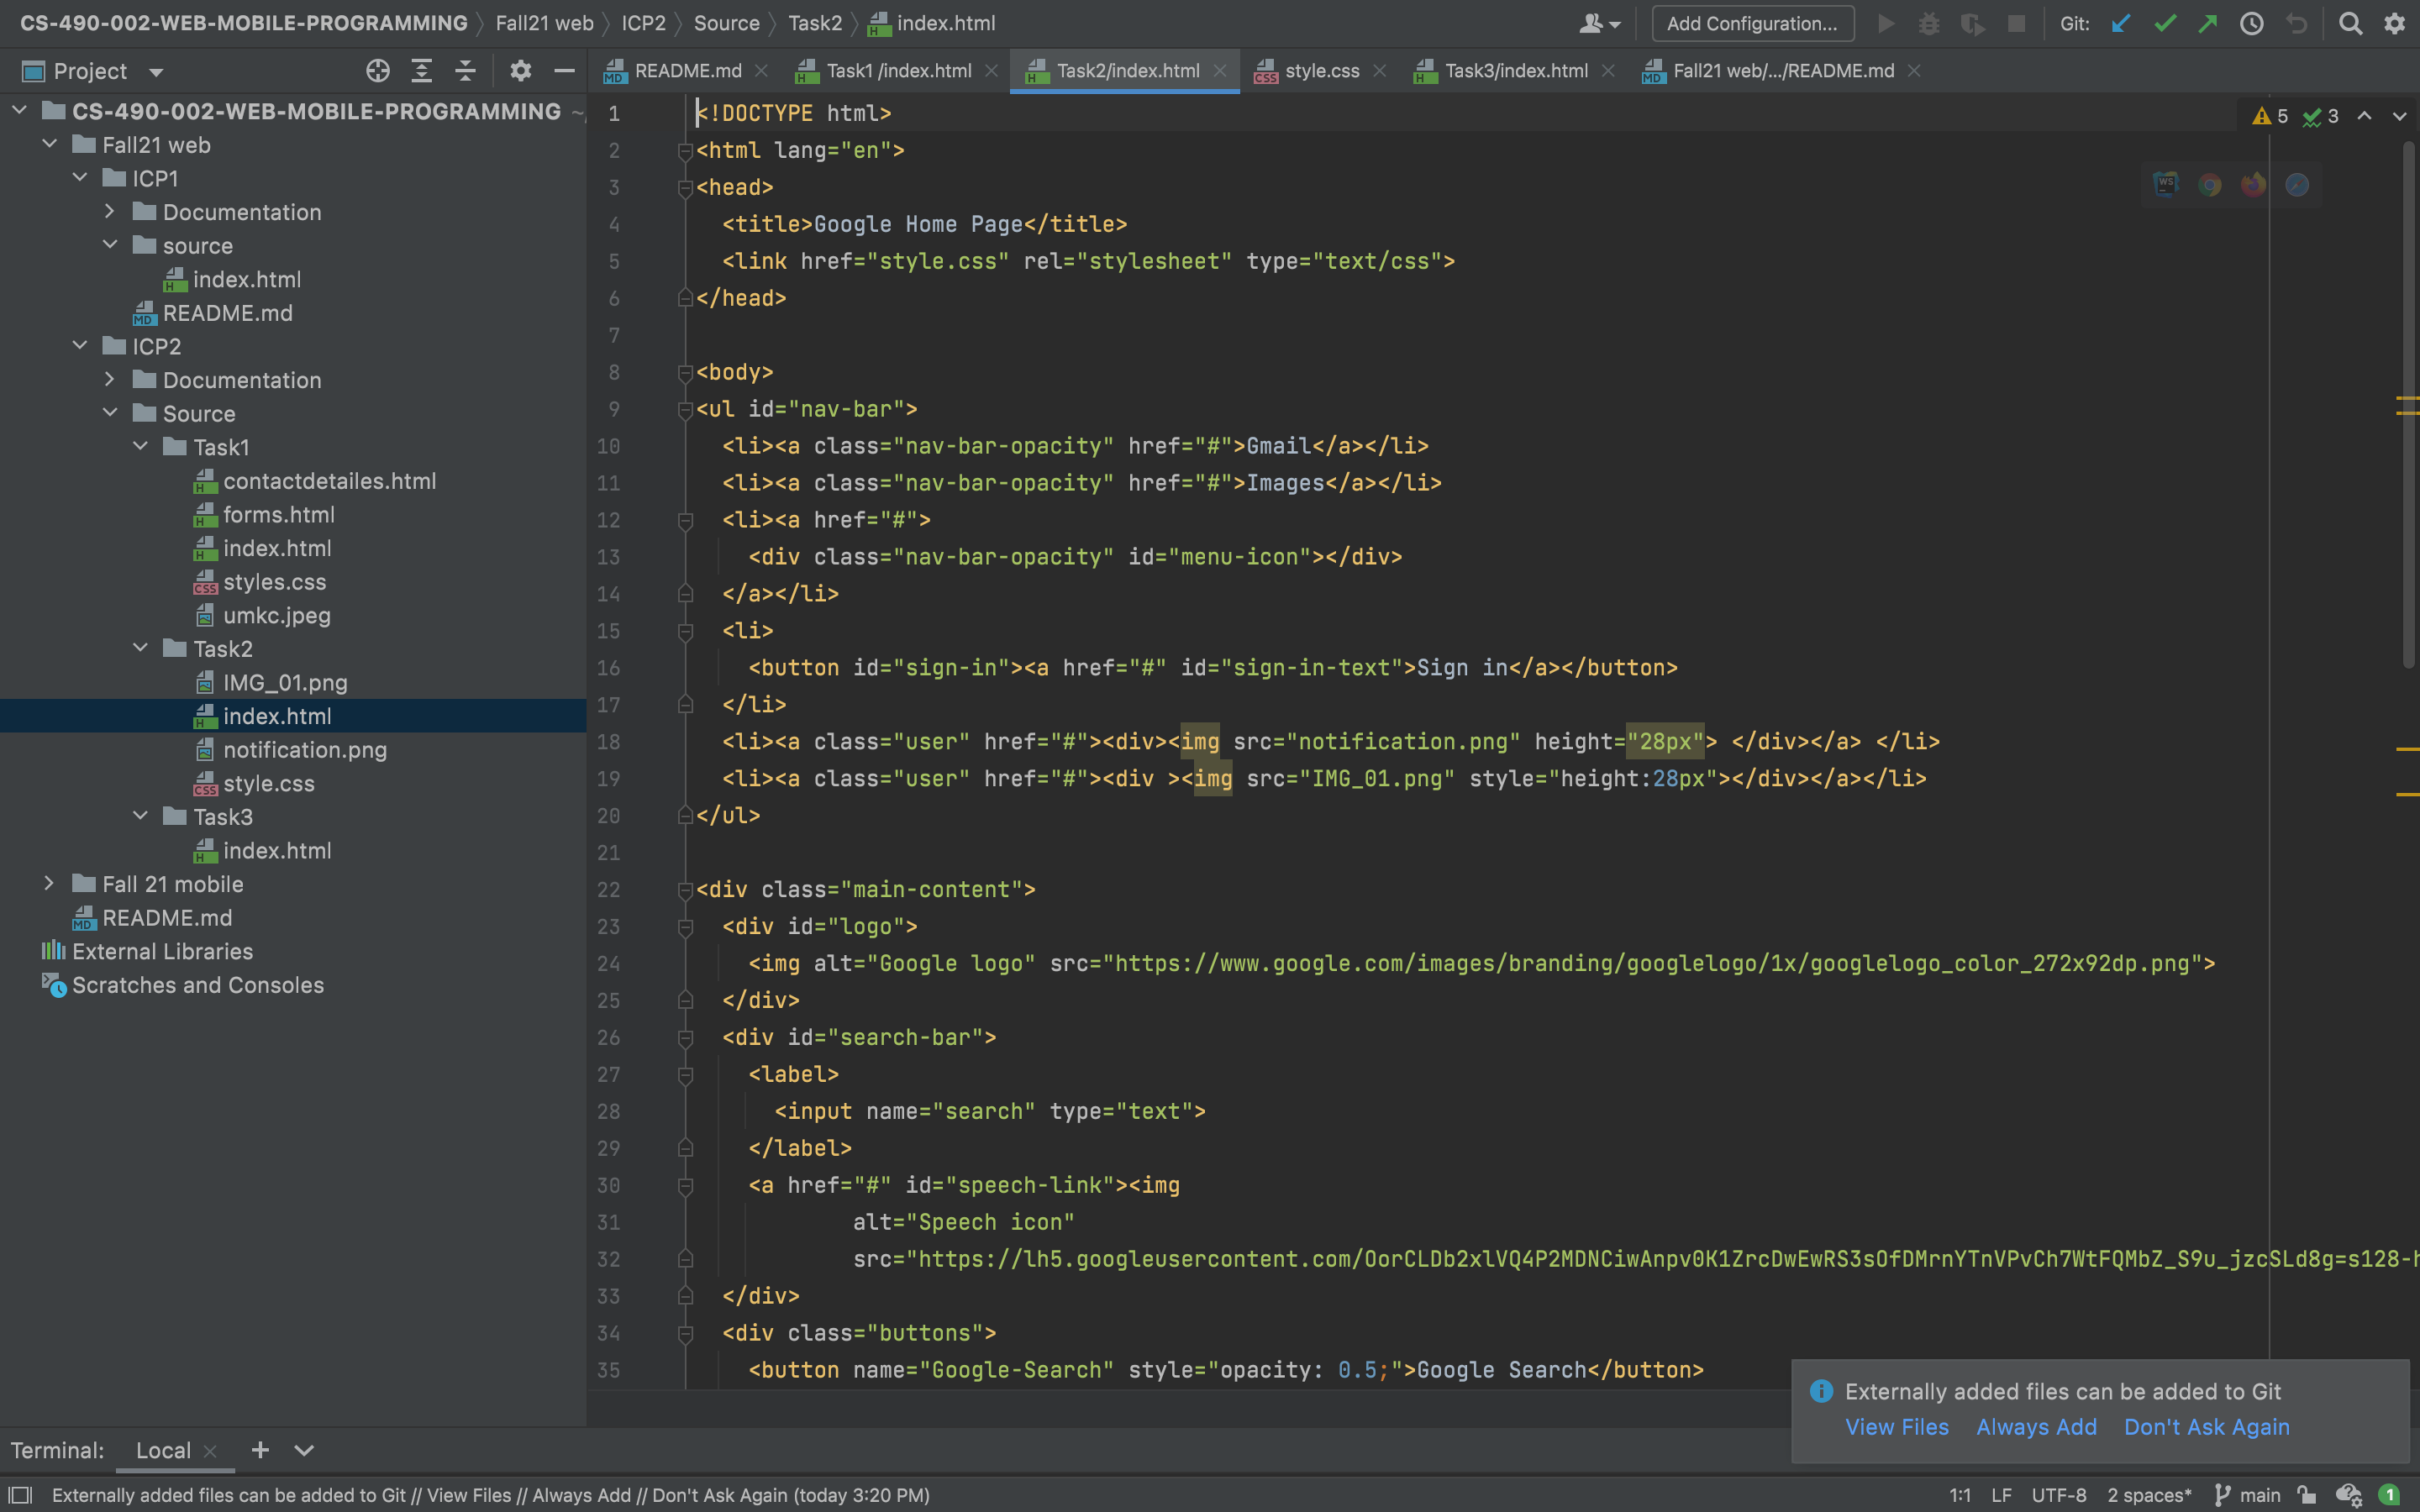 CS-490-002-WEB-MOBILE-PROGRAMMING Fall21 web ICP2 Source Task2 index.html Add Configuration... Git:
Project README.md Task1 /index.html Task2/index.html style.css Task3/index.html Fall21 web/.../README.md
CS-490-002-WEB-MOBILE-PROGRAMMING ~/
Fall21 web
ICP1
Documentation
source
index.html
README.md
ICP2
Documentation
Source
Task1
contactdetailes.html
forms.html
index.html
styles.css
umkc.jpeg
Task2
IMG_01.png
index.html
notification.png
style.css
Task3
index.html
Fall 21 mobile
README.md
External Libraries
Scratches and Consoles
5 3
1 <!DOCTYPE html>
2 <html lang="en">
3 <head>
4 <title>Google Home Page</title>
5 <link href="style.css" rel="stylesheet" type="text/css">
6 </head>
7
8 <body>
9 <ul id="nav-bar">
10 <li><a class="nav-bar-opacity" href="#">Gmail</a></li>
11 <li><a class="nav-bar-opacity" href="#">Images</a></li>
12 <li><a href="#">
13 <div class="nav-bar-opacity" id="menu-icon"></div>
14 </a></li>
15 <li>
16 <button id="sign-in"><a href="#" id="sign-in-text">Sign in</a></button>
17 </li>
18 <li><a class="user" href="#"><div><img src="notification.png" height="28px"> </div></a> </li>
19 <li><a class="user" href="#"><div ><img src="IMG_01.png" style="height:28px"></div></a></li>
20 </ul>
21
22 <div class="main-content">
23 <div id="logo">
24 <img alt="Google logo" src="https://www.google.com/images/branding/googlelogo/1x/googlelogo_color_272x92dp.png">
25 </div>
26 <div id="search-bar">
27 <label>
28 <input name="search" type="text">
29 </label>
30 <a href="#" id="speech-link"><img
31 alt="Speech icon"
32 src="https://lh5.googleusercontent.com/OorCLDb2xlVQ4P2MDNCiwAnpv0K1ZrcDwEwRS3sOfDMrnYTnVPvCh7WtFQMbZ_S9u_jzcSLd8g=s128-h
33 </div>
34 <div class="buttons">
35 <button name="Google-Search" style="opacity: 0.5;">Google Search</button>
Externally added files can be added to Git
View Files Always Add Don't Ask Again
Terminal: Local
Externally added files can be added to Git // View Files // Always Add // Don't Ask Again (today 3:20 PM) 1:1 LF UTF-8 2 spaces* main 1